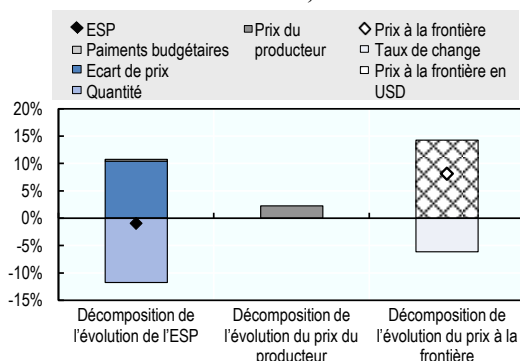 ESP
Paiments budgétaires
Ecart de prix
Quantité
Prix du
producteur
Prix à la frontière
Taux de change
Prix à la frontière en
USD
20%
15%
10%
5%
0%
-5%
-10%
-15%
Décomposition de
l'évolution de l'ESP
Décomposition de
l'évolution du prix du
producteur
Décomposition de
l'évolution du prix à la
frontière